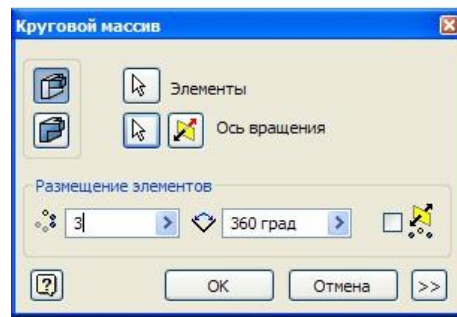 Круговой массив
Элементы
Ось вращения
Размещение элементов
3
360 град
OK
Отмена
>>